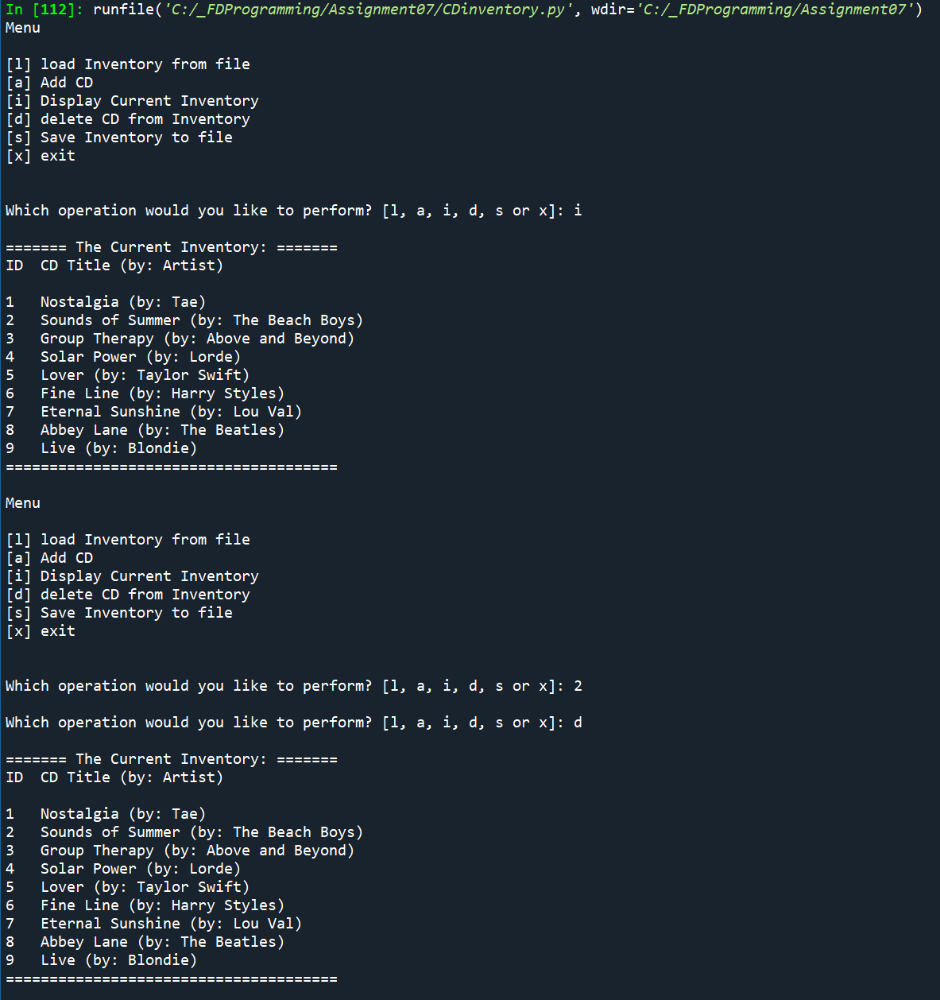 In [112]: runfile('C:/_FDProgramming/Assignment07/CDinventory.py', wdir='C:/_FDProgramming/Assignment07')
Menu
[l] load Inventory from file
[a] Add CD
[i] Display Current Inventory
[d] delete CD from Inventory
[s] Save Inventory to file
[x] exit
Which operation would you like to perform? [l, a, i, d, s or x]: i
======= The Current Inventory: =======
ID  CD Title (by: Artist)
1   Nostalgia (by: Tae)
2   Sounds of Summer (by: The Beach Boys)
3   Group Therapy (by: Above and Beyond)
4   Solar Power (by: Lorde)
5   Lover (by: Taylor Swift)
6   Fine Line (by: Harry Styles)
7   Eternal Sunshine (by: Lou Val)
8   Abbey Lane (by: The Beatles)
9   Live (by: Blondie)
======================================
Menu
[l] load Inventory from file
[a] Add CD
[i] Display Current Inventory
[d] delete CD from Inventory
[s] Save Inventory to file
[x] exit
Which operation would you like to perform? [l, a, i, d, s or x]: 2
Which operation would you like to perform? [l, a, i, d, s or x]: d
======= The Current Inventory: =======
ID  CD Title (by: Artist)
1   Nostalgia (by: Tae)
2   Sounds of Summer (by: The Beach Boys)
3   Group Therapy (by: Above and Beyond)
4   Solar Power (by: Lorde)
5   Lover (by: Taylor Swift)
6   Fine Line (by: Harry Styles)
7   Eternal Sunshine (by: Lou Val)
8   Abbey Lane (by: The Beatles)
9   Live (by: Blondie)
======================================